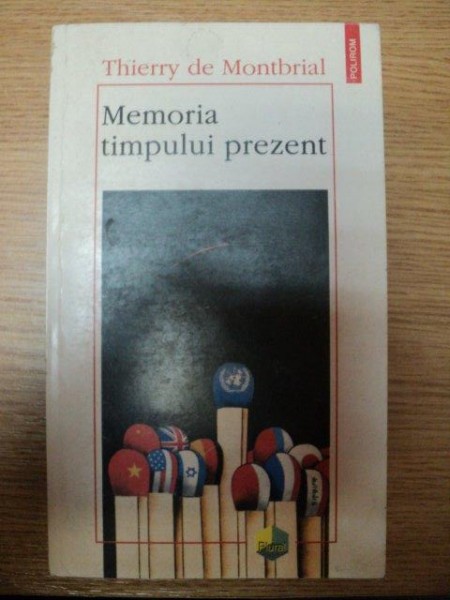 POLIROM
Thierry de Montbrial
Memoria
timpului prezent
Plural